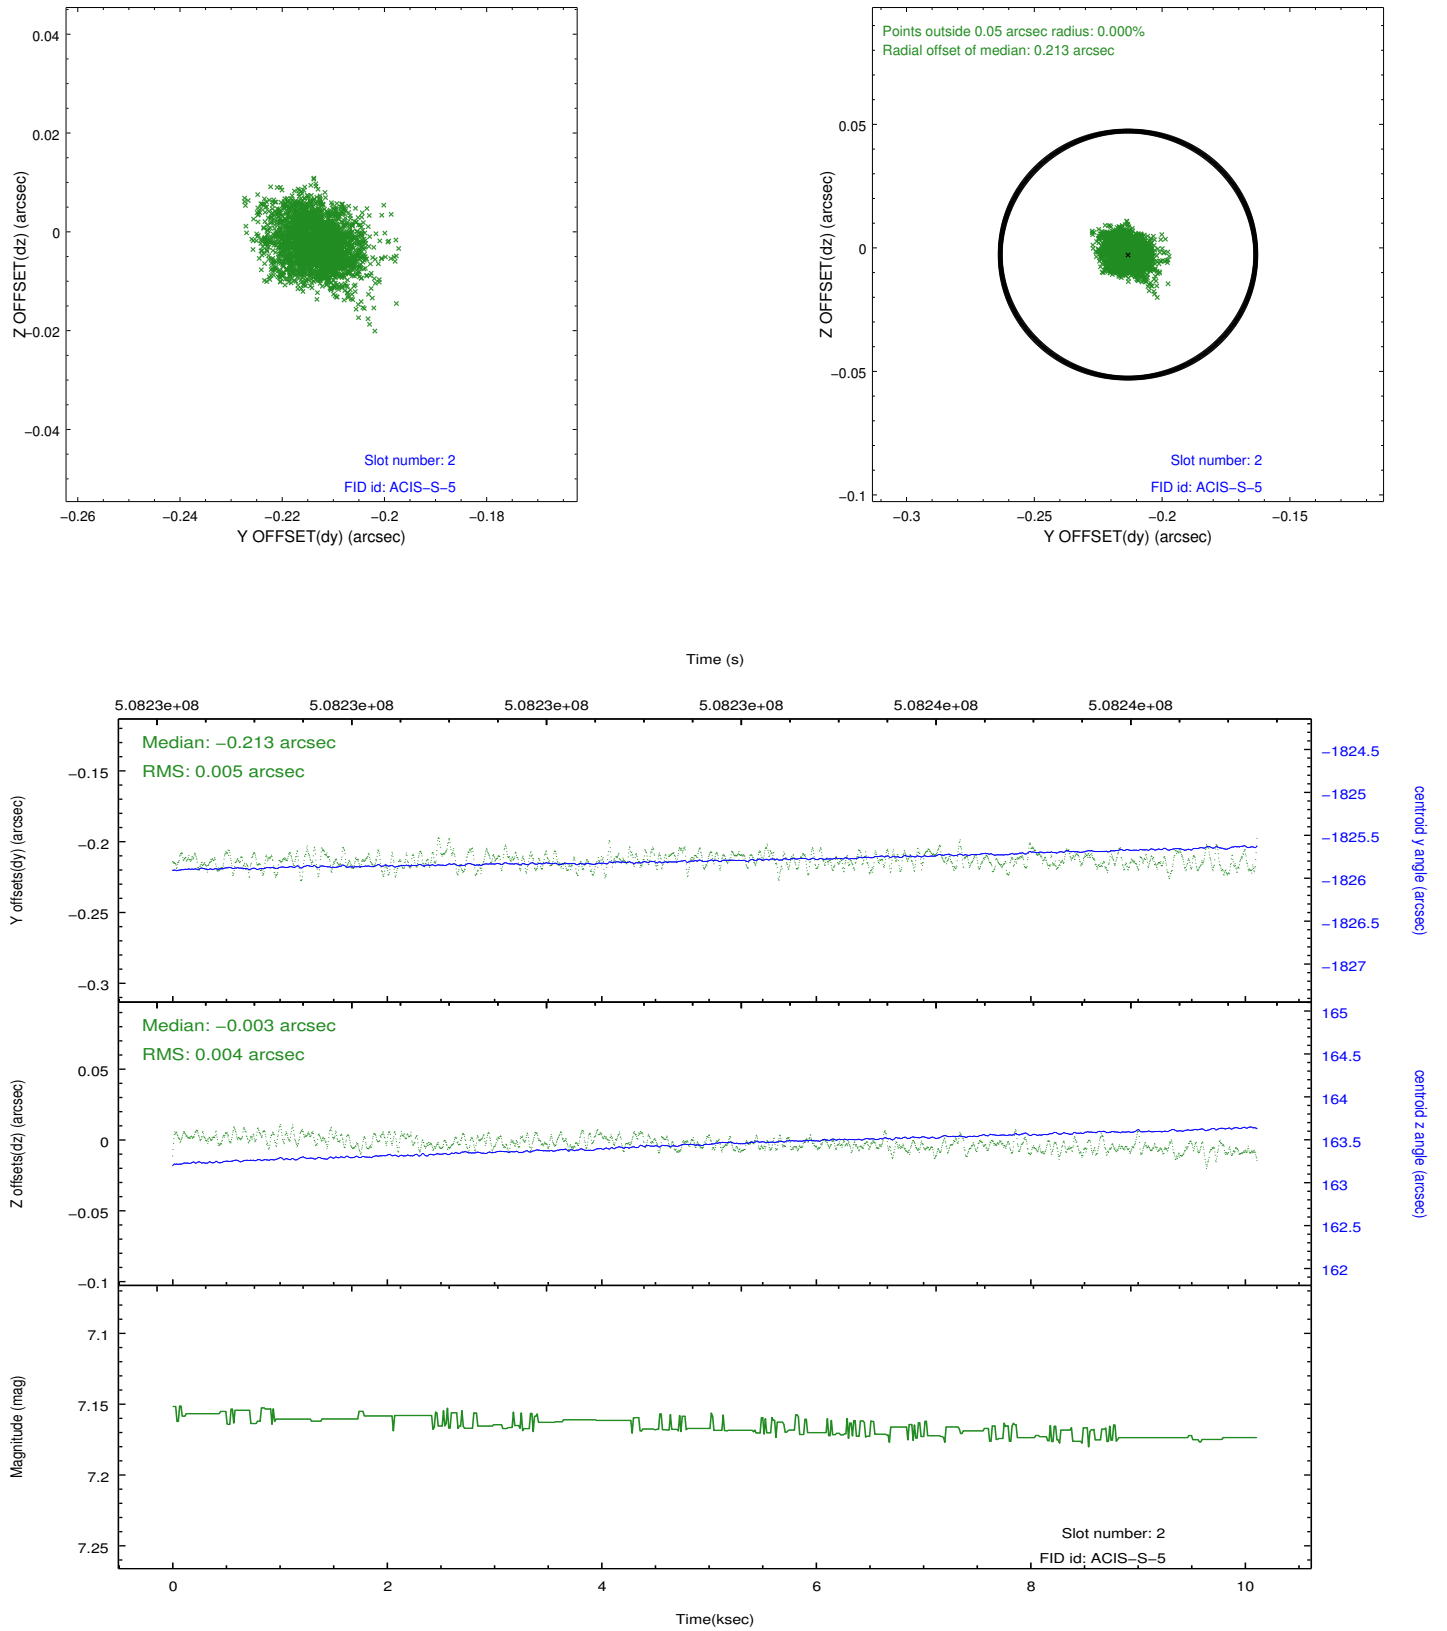 0.04
0.02
0
−0.02
−0.04
Z OFFSET(dz) (arcsec)
Slot number: 2
FID id: ACIS−S−5
−0.26
−0.24
−0.22
−0.2
−0.18
Y OFFSET(dy) (arcsec)
Points outside 0.05 arcsec radius: 0.000%
Radial offset of median: 0.213 arcsec
0.05
0
−0.05
−0.1
Z OFFSET(dz) (arcsec)
Slot number: 2
FID id: ACIS−S−5
−0.3
−0.25
−0.2
−0.15
Y OFFSET(dy) (arcsec)
Time (s)
5.0823e+08
5.0823e+08
5.0823e+08
5.0823e+08
5.0824e+08
5.0824e+08
Median: −0.213 arcsec
RMS: 0.005 arcsec
−0.15
−0.2
−0.25
−0.3
Y offsets(dy) (arcsec)
−1824.5
−1825
−1825.5
−1826
−1826.5
−1827
centroid y angle (arcsec)
Median: −0.003 arcsec
RMS: 0.004 arcsec
0.05
0
−0.05
−0.1
Z offsets(dz) (arcsec)
165
164.5
164
163.5
163
162.5
162
centroid z angle (arcsec)
7.1
7.15
7.2
7.25
Magnitude (mag)
Slot number: 2
FID id: ACIS−S−5
0
2
4
6
8
10
Time(ksec)